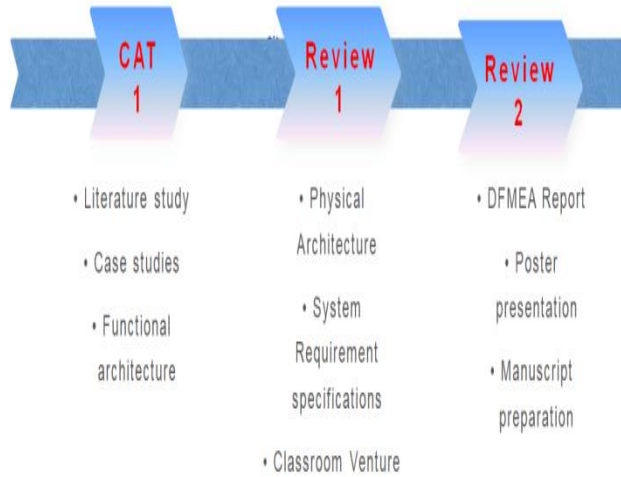 CAT
1
• Literature study
• Case studies
• Functional
architecture
Review
1
• Physical
Architecture
• System
Requirement
specifications
• Classroom Venture
Review
2
• DFMEA Report
• Poster
presentation
• Manuscript
preparation